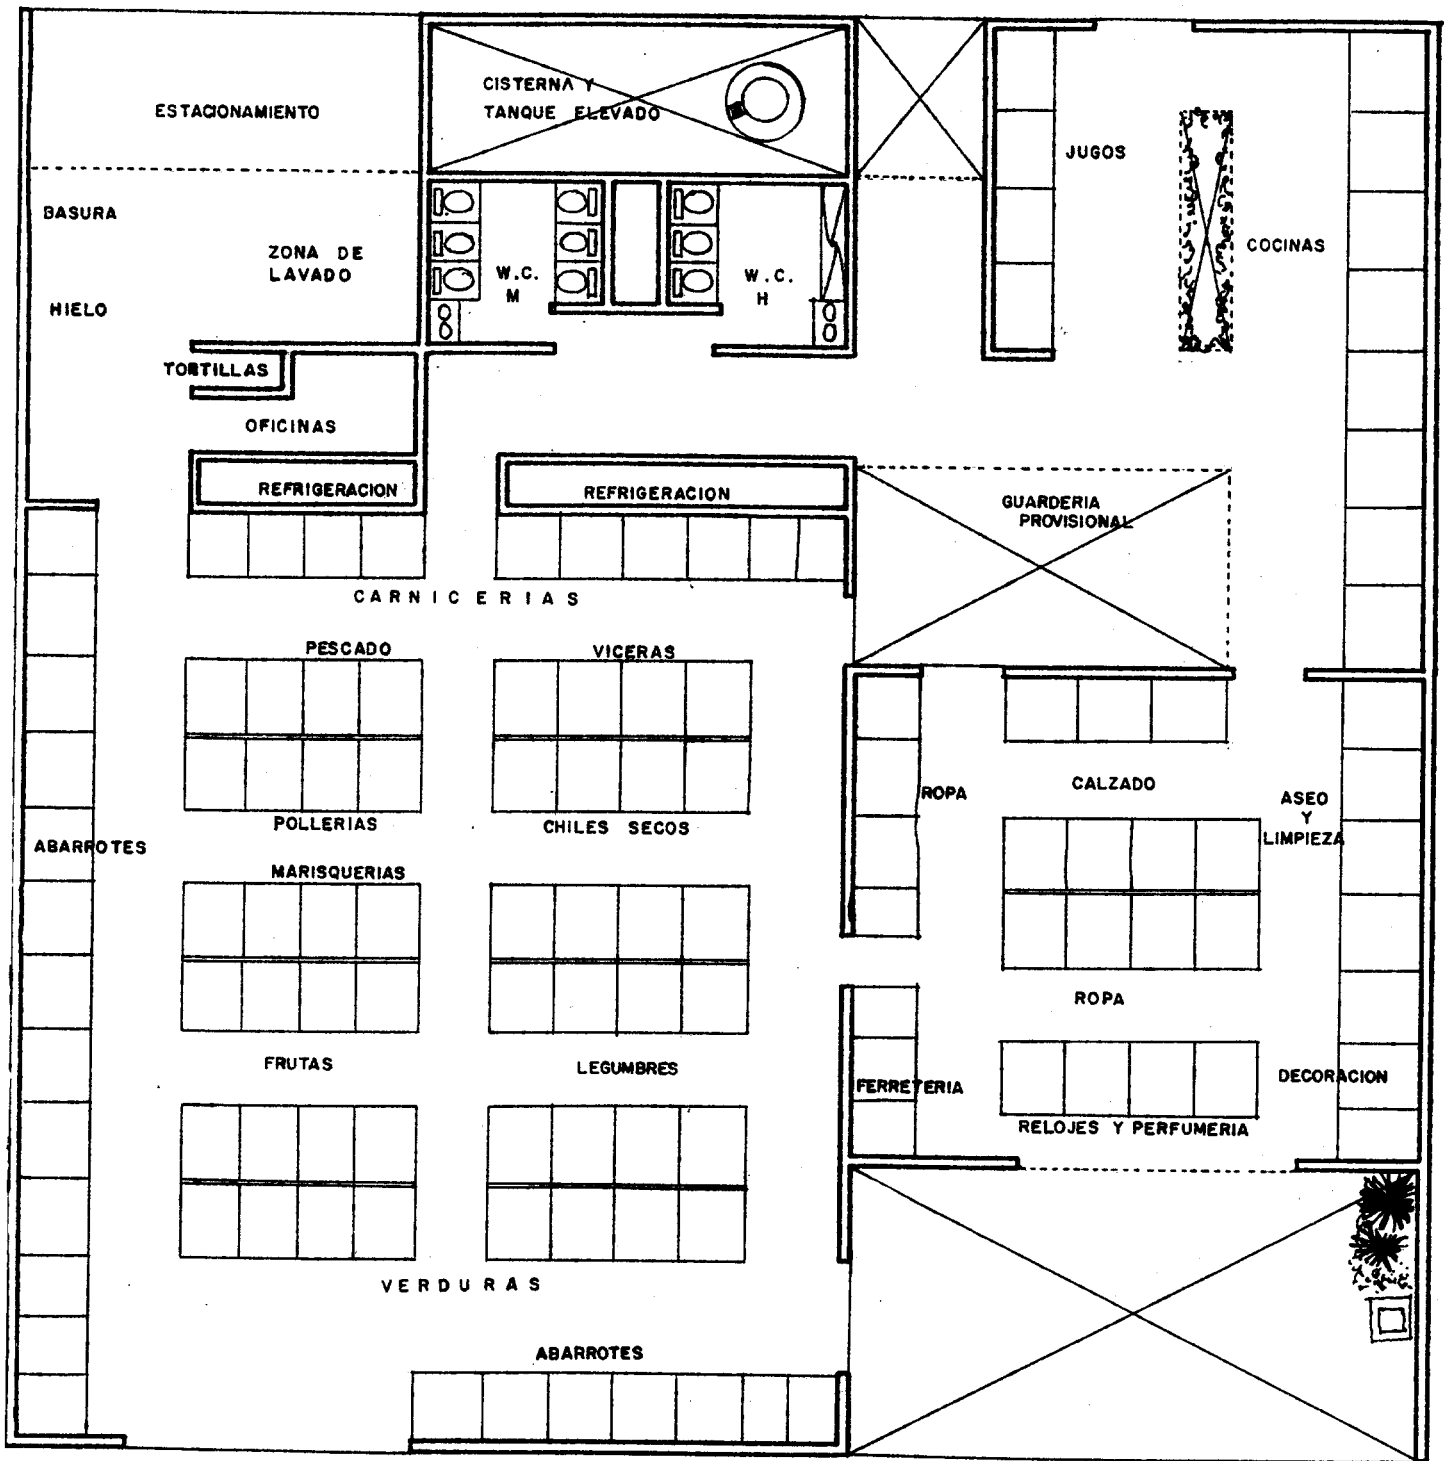 CISTERNA Y
TANQUE ELEVADO
ESTACIONAMIENTO
JUGOS
BASURA
ZONA DE
LAVADO
COCINAS
W.C.
M
W.C.
H
HIELO
TORTILLAS
OFICINAS
REFRIGERACION
REFRIGERACION
GUARDERIA
PROVISIONAL
CARNICERIAS
PESCADO
VICERAS
ROPA
CALZADO
ASEO
Y
LIMPIEZA
POLLERIAS
CHILES SECOS
ABARROTES
MARISQUERIAS
ROPA
FRUTAS
LEGUMBRES
FERRETERIA
DECORACION
RELOJES Y PERFUMERIA
VERDURAS
ABARROTES